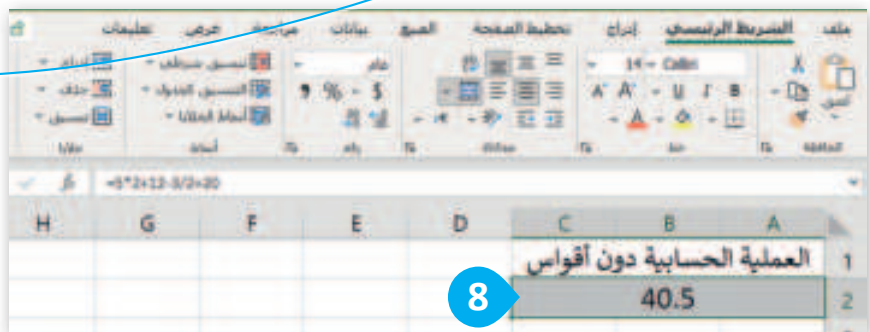 ملف الشريط الرئيسي إدراج تخطيط الصفحة الصيغ بيانات مراجعة عرض تعليمات
لصق Calibri 14 عام
B I U A A $ % تنسيق شرطي إدراج
A التنسيق كجدول حذف
أنماط الخلايا تنسيق
الحافظة خط محاذاة رقم أنماط خلايا
fx =5*2+12-3/2+20
A B C D E F G H
1 العملية الحسابية دون أقواس
2 40.5
8